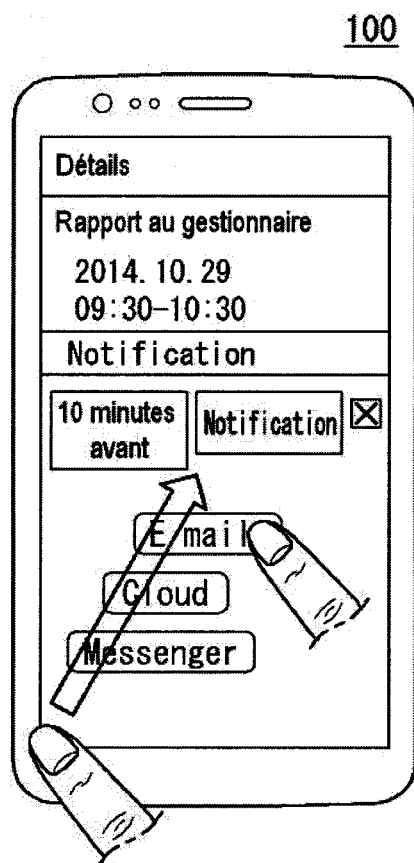 100
Détails
Rapport au gestionnaire
2014. 10. 29
09:30-10:30
Notification
10 minutes
avant
Notification
E mail
Cloud
Messenger